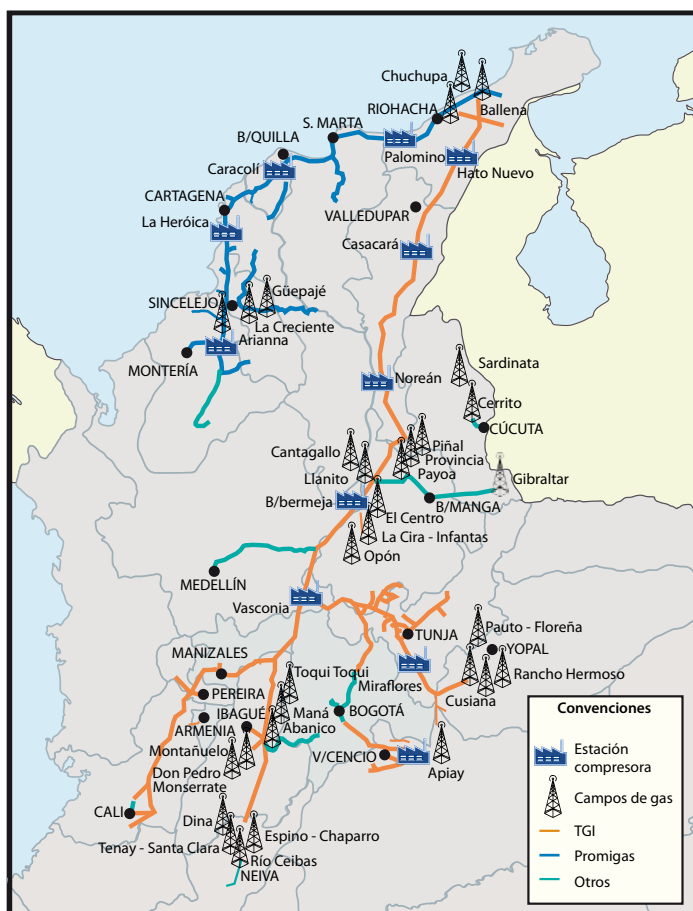 Chuchupa
Ballena
RIOHACHA
S. MARTA
B/QUILLA
Palomino
Caracolí
Hato Nuevo
CARTAGENA
VALLEDUPAR
La Heróica
Casacará
Güepajé
SINCELEJO
La Creciente
Arianna
MONTERÍA
Sardinata
Noreán
Cerrito
CÚCUTA
Cantagallo
Piñal
Provincia
Payoa
Llanito
Gibraltar
B/bermeja
B/MANGA
El Centro
La Cira - Infantas
Opón
MEDELLÍN
Vasconia
Pauto - Floreña
TUNJA
YOPAL
MANIZALES
Toqui Toqui
Miraflores
Rancho Hermoso
PEREIRA
Cusiana
Maná
BOGOTÁ
IBAGUÉ
Abanico
ARMENIA
Montañuelo
V/CENCIO
Apiay
Don Pedro
Monserrate
CALI
Dina
Espino - Chaparro
Tenay - Santa Clara
Río Ceibas
NEIVA
Convenciones
Estación
compresora
Campos de gas
TGI
Promigas
Otros